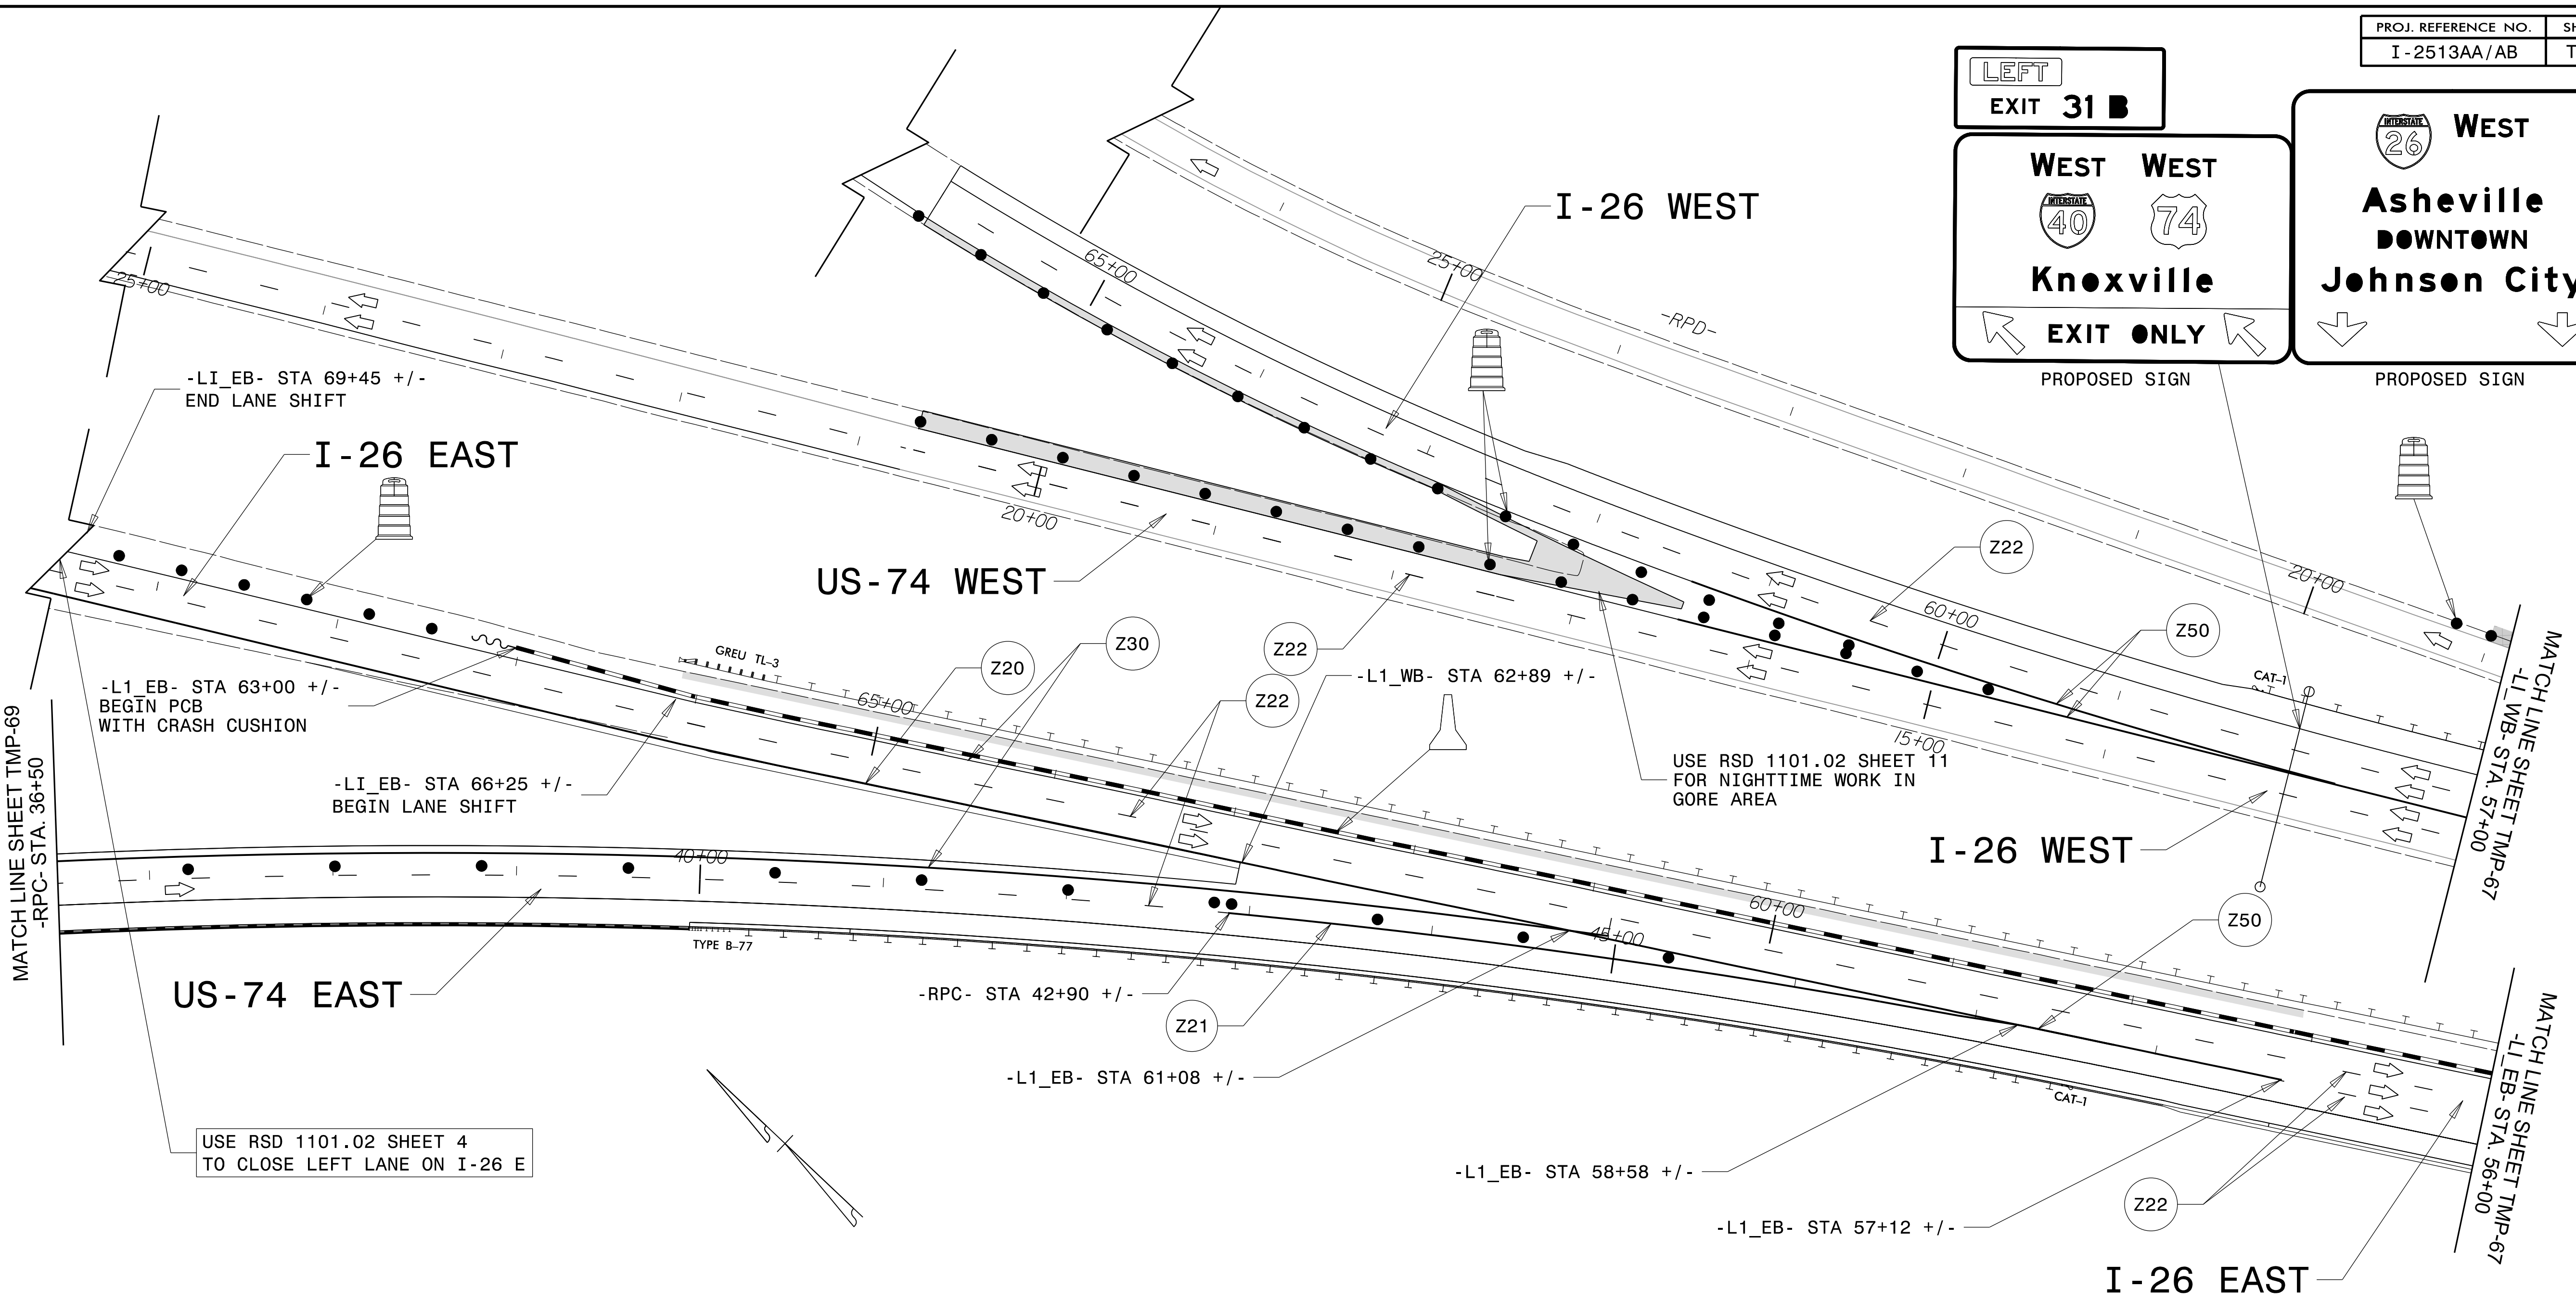 PROJ. REFERENCE NO.
I-2513AA/AB
LEFT
EXIT 31 B
WEST WEST
INTERSTATE
40
74
Knoxville
EXIT ONLY
PROPOSED SIGN
INTERSTATE
26
WEST
Asheville
DOWNTOWN
Johnson City
PROPOSED SIGN
I-26 WEST
65+00
25+00
-RPD-
25+00
-LI_EB- STA 69+45 +/-
END LANE SHIFT
I-26 EAST
20+00
US-74 WEST
Z22
60+00
20+00
Z50
Z20
Z30
Z22
Z22
GREU TL-3
-L1_WB- STA 62+89 +/-
CAT-1
-L1_EB- STA 63+00 +/-
BEGIN PCB
WITH CRASH CUSHION
65+00
15+00
USE RSD 1101.02 SHEET 11
FOR NIGHTTIME WORK IN
GORE AREA
-LI_EB- STA 66+25 +/-
BEGIN LANE SHIFT
MATCH LINE SHEET TMP-69
-RPC- STA. 36+50
MATCH LINE SHEET TMP-67
-LI_WB- STA. 57+00
I-26 WEST
40+00
60+00
Z50
45+00
TYPE B-77
US-74 EAST
-RPC- STA 42+90 +/-
Z21
-L1_EB- STA 61+08 +/-
CAT-1
USE RSD 1101.02 SHEET 4
TO CLOSE LEFT LANE ON I-26 E
-L1_EB- STA 58+58 +/-
Z22
-L1_EB- STA 57+12 +/-
MATCH LINE SHEET TMP-67
-LI_EB- STA. 56+00
I-26 EAST